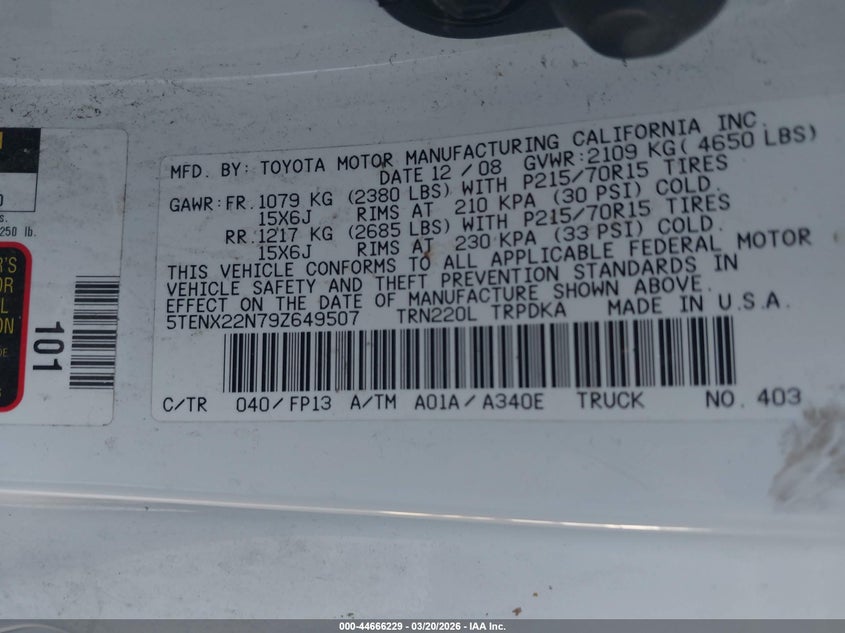 MFD. BY: TOYOTA MOTOR MANUFACTURING CALIFORNIA INC.
DATE 12 / 08 GVWR: 2109 KG( 4650 LBS)
GAWR: FR. 1079 KG (2380 LBS) WITH P215/70R15 TIRES
15X6J RIMS AT 210 KPA (30 PSI) COLD.
RR. 1217 KG (2685 LBS) WITH P215/70R15 TIRES
15X6J RIMS AT 230 KPA (33 PSI) COLD.
THIS VEHICLE CONFORMS TO ALL APPLICABLE FEDERAL MOTOR
VEHICLE SAFETY AND THEFT PREVENTION STANDARDS IN
EFFECT ON THE DATE OF MANUFACTURE SHOWN ABOVE.
5TENX22N79Z649507 TRN220L TRPDKA MADE IN U.S.A.
C/TR 040/FP13 A/TM A01A/A340E TRUCK NO. 403
250 lb.
101
000-44666229 - 03/20/2026 - IAA Inc.